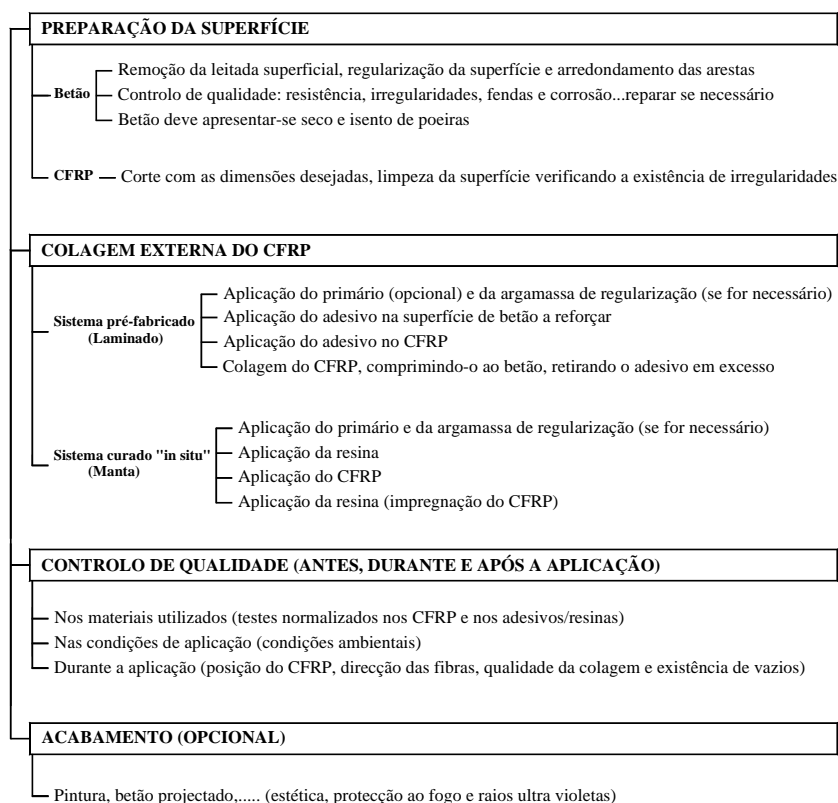 PREPARAÇÃO DA SUPERFÍCIE
Remoção da leitada superficial, regularização da superfície e arredondamento das arestas
Betão
Controlo de qualidade: resistência, irregularidades, fendas e corrosão...reparar se necessário
Betão deve apresentar-se seco e isento de poeiras
CFRP
Corte com as dimensões desejadas, limpeza da superfície verificando a existência de irregularidades
COLAGEM EXTERNA DO CFRP
Sistema pré-fabricado
(Laminado)
Aplicação do primário (opcional) e da argamassa de regularização (se for necessário)
Aplicação do adesivo na superfície de betão a reforçar
Aplicação do adesivo no CFRP
Colagem do CFRP, comprimindo-o ao betão, retirando o adesivo em excesso
Sistema curado "in situ"
(Manta)
Aplicação do primário e da argamassa de regularização (se for necessário)
Aplicação da resina
Aplicação do CFRP
Aplicação da resina (impregnação do CFRP)
CONTROLO DE QUALIDADE (ANTES, DURANTE E APÓS A APLICAÇÃO)
Nos materiais utilizados (testes normalizados nos CFRP e nos adesivos/resinas)
Nas condições de aplicação (condições ambientais)
Durante a aplicação (posição do CFRP, direcção das fibras, qualidade da colagem e existência de vazios)
ACABAMENTO (OPCIONAL)
Pintura, betão projectado,..... (estética, protecção ao fogo e raios ultra violetas)